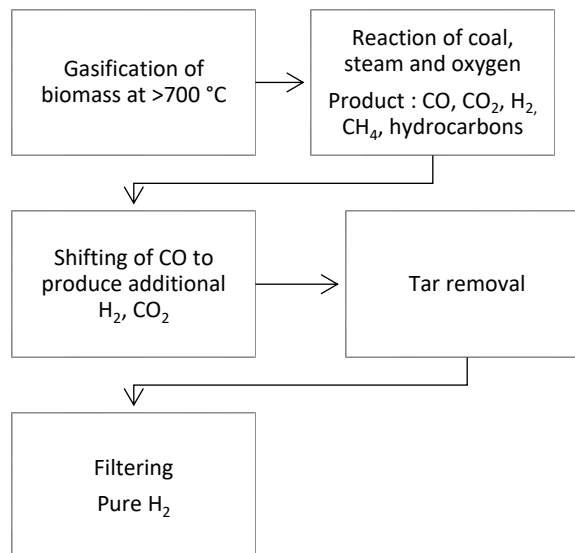 Gasification of
biomass at >700 °C
Reaction of coal,
steam and oxygen
Product : CO, CO₂, H₂,
CH₄, hydrocarbons
Shifting of CO to
produce additional
H₂, CO₂
Tar removal
Filtering
Pure H₂